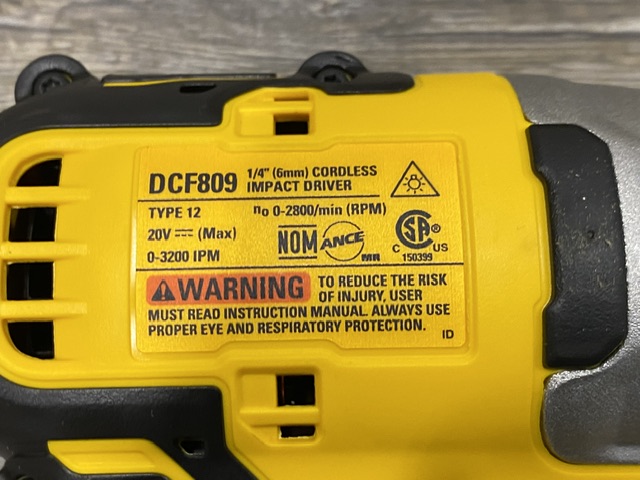 DCF809 1/4" (6mm) CORDLESS
IMPACT DRIVER
TYPE 12 no 0-2800/min (RPM)
20V ⎓ (Max)
0-3200 IPM
NOM ANCE MR
C SA ® US
150399
WARNING TO REDUCE THE RISK
OF INJURY, USER
MUST READ INSTRUCTION MANUAL. ALWAYS USE
PROPER EYE AND RESPIRATORY PROTECTION.
ID